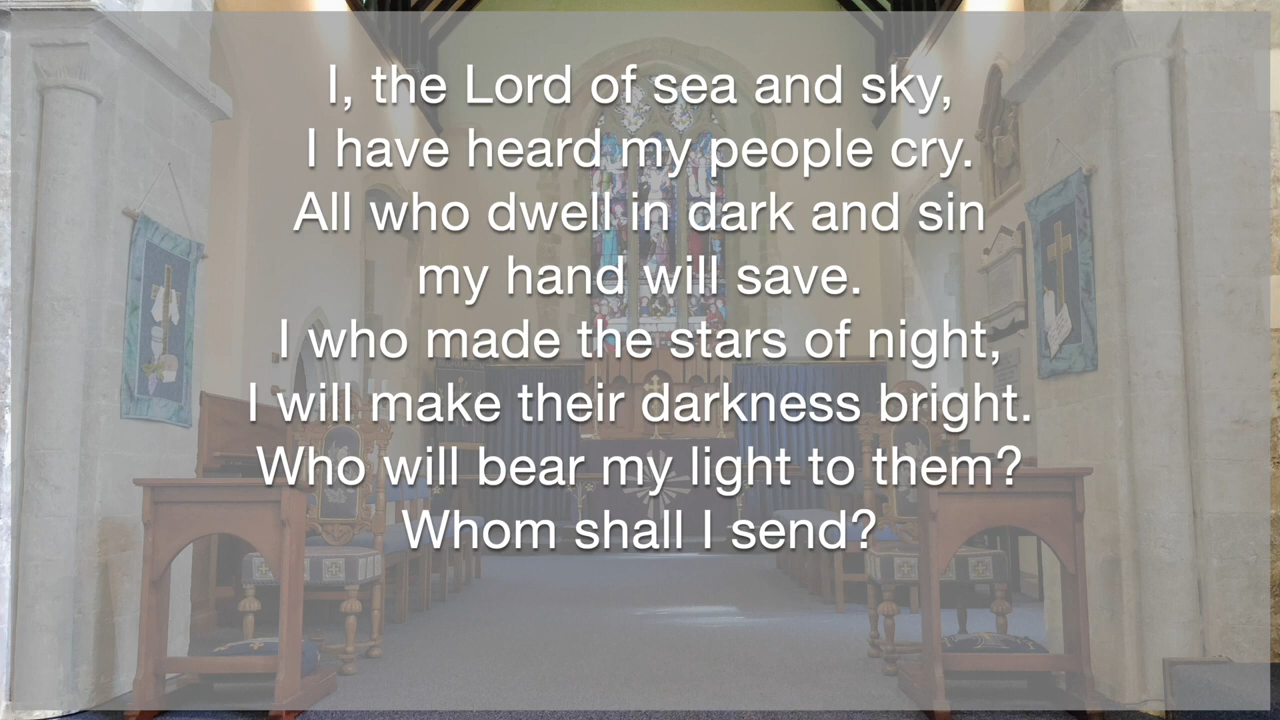 I, the Lord of sea and sky,
I have heard my people cry.
All who dwell in dark and sin
my hand will save.
I who made the stars of night,
I will make their darkness bright.
Who will bear my light to them?
Whom shall I send?